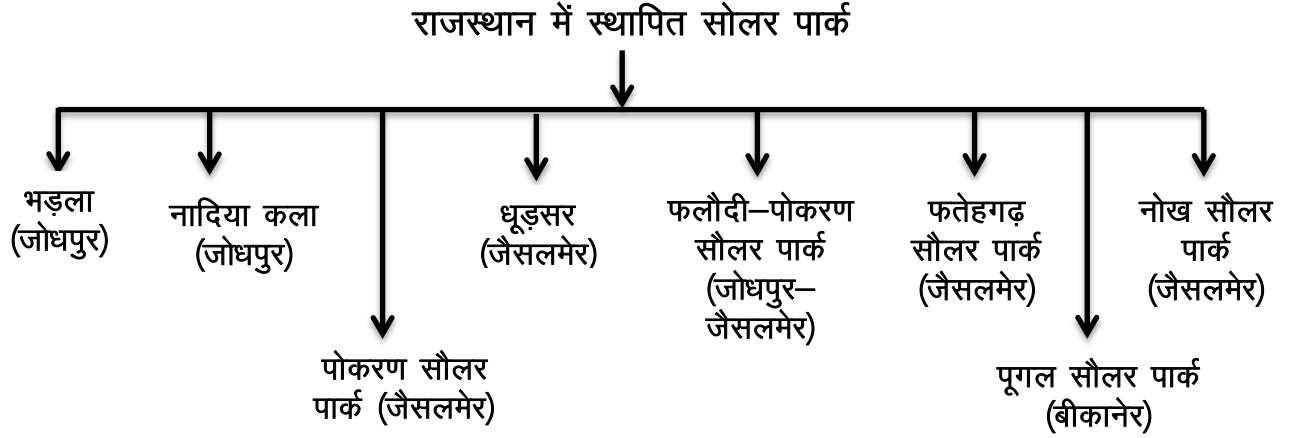 राजस्थान में स्थापित सोलर पार्क
भड़ला
(जोधपुर)
नादिया कला
(जोधपुर)
पोकरण सौलर
पार्क (जैसलमेर)
धूड़सर
(जैसलमेर)
फलौदी–पोकरण
सौलर पार्क
(जोधपुर–
जैसलमेर)
फतेहगढ़
सौलर पार्क
(जैसलमेर)
पूगल सौलर पार्क
(बीकानेर)
नोख सौलर
पार्क
(जैसलमेर)